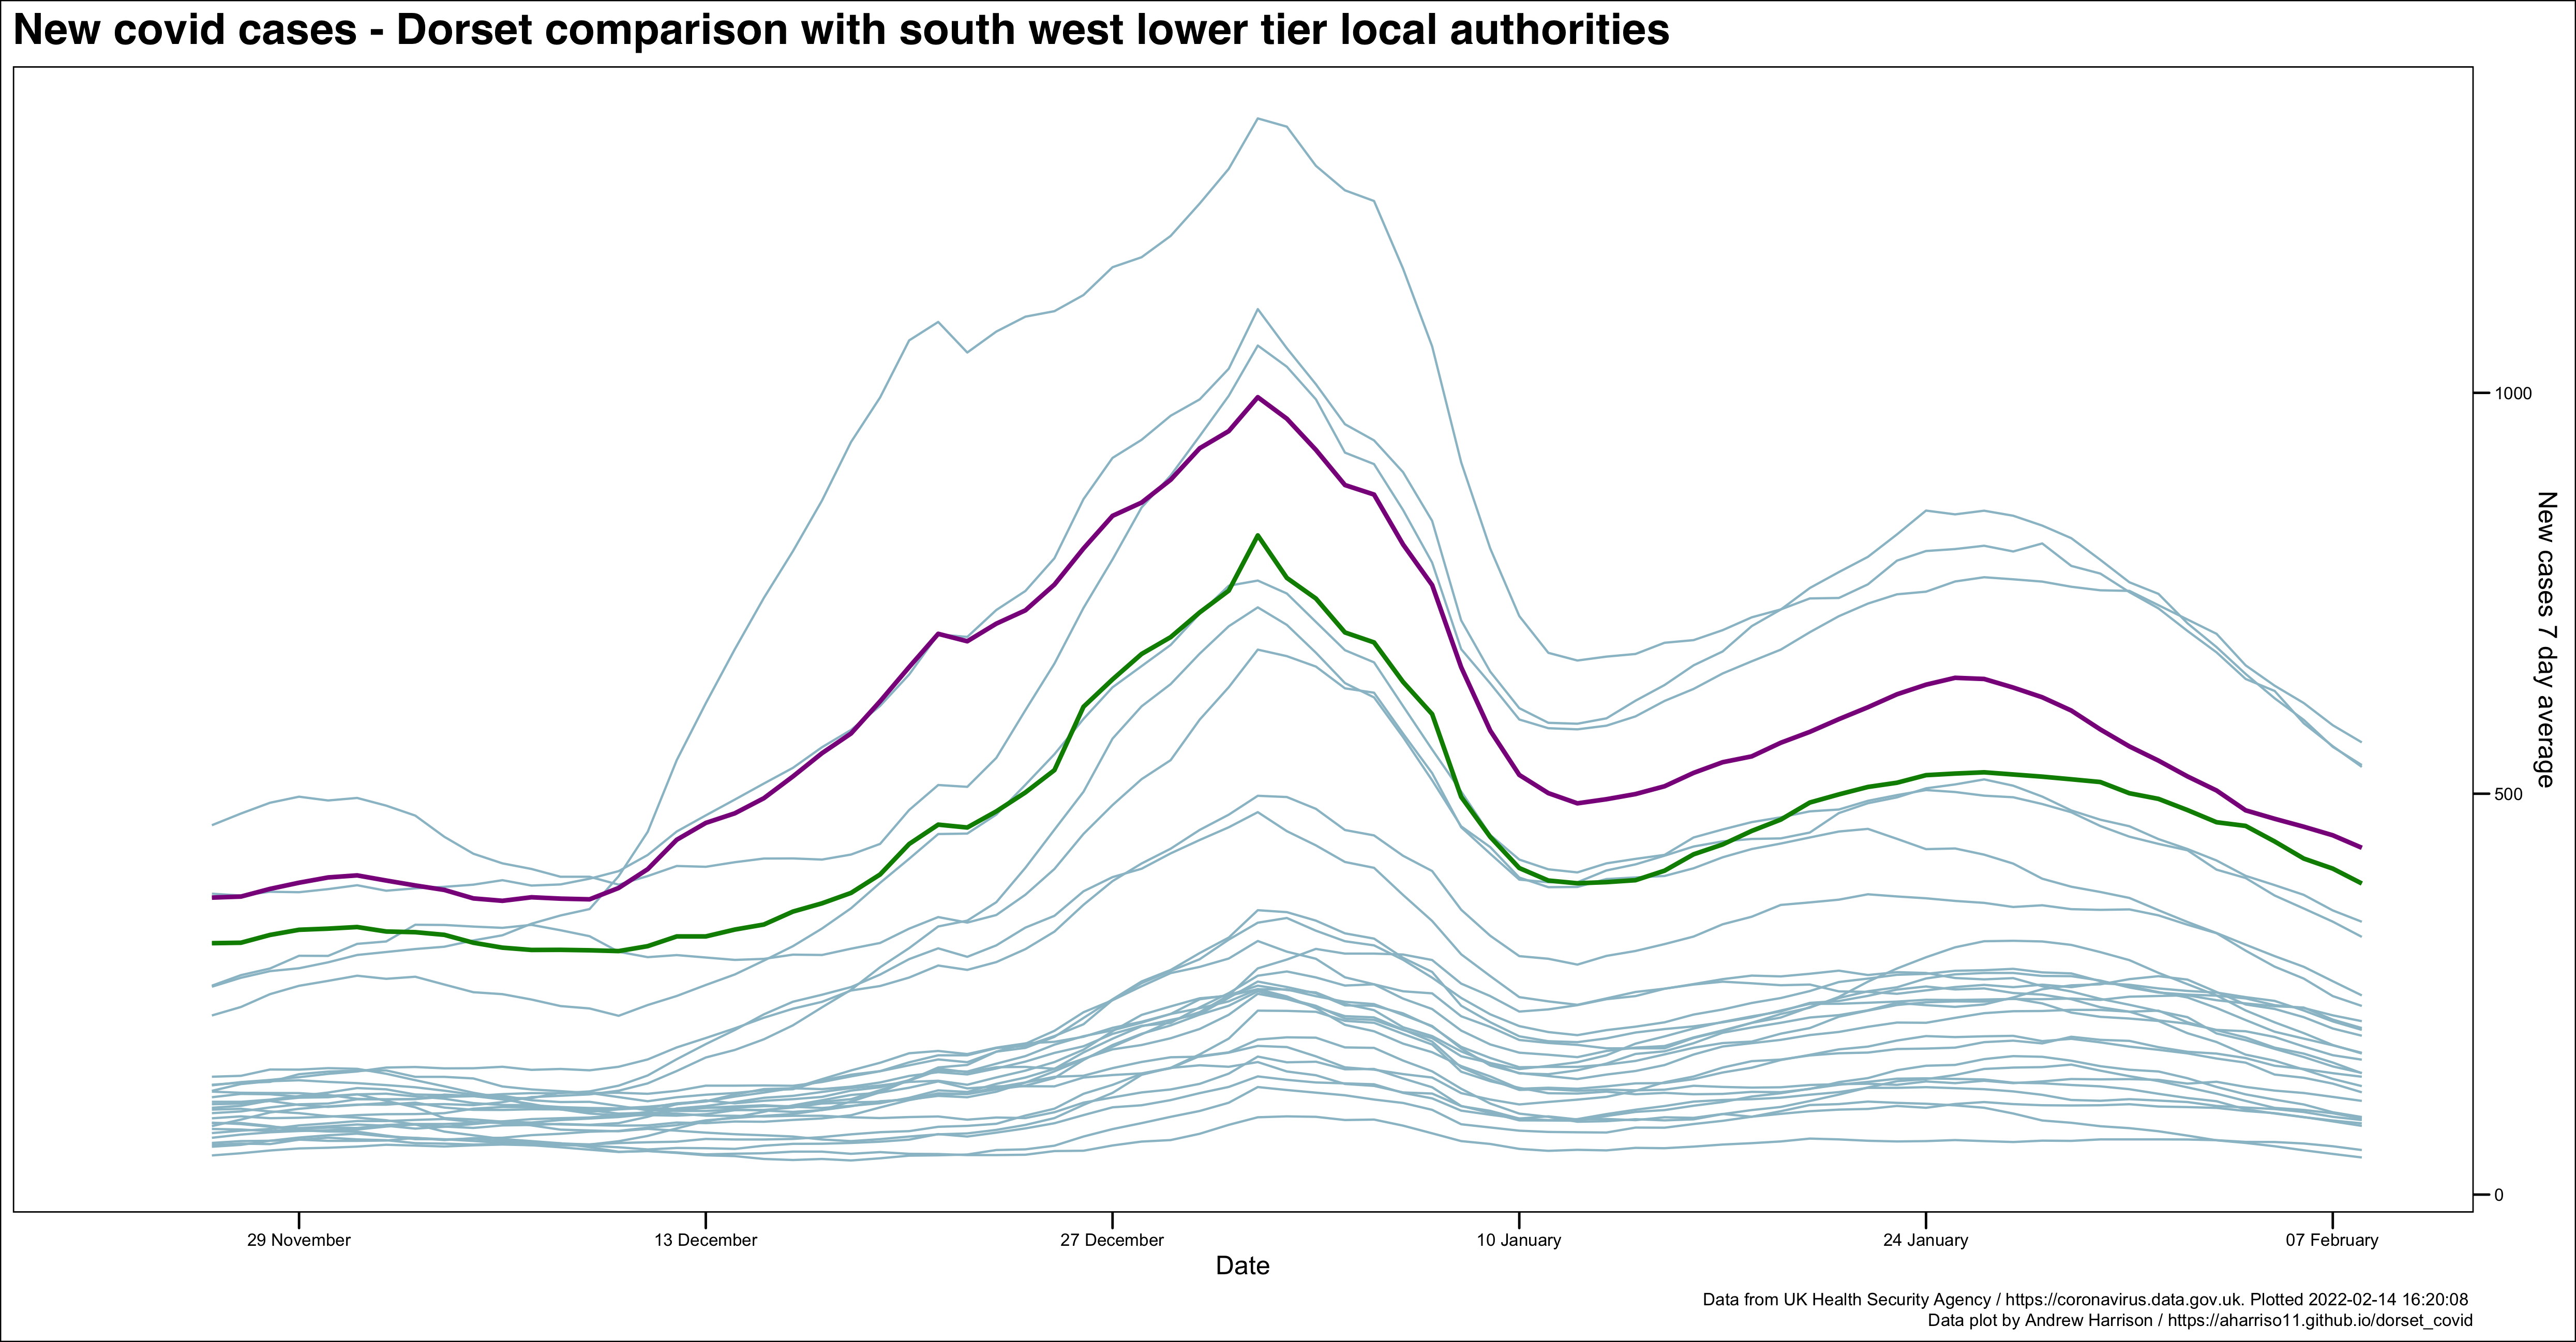 New covid cases - Dorset comparison with south west lower tier local authorities
1000
500
0
New cases 7 day average
29 November
13 December
27 December
10 January
24 January
07 February
Date
Data from UK Health Security Agency / https://coronavirus.data.gov.uk. Plotted 2022-02-14 16:20:08
Data plot by Andrew Harrison / https://aharriso11.github.io/dorset_covid